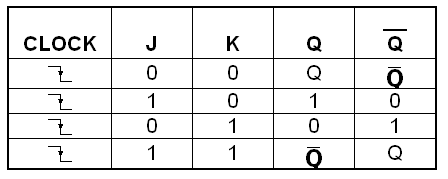 CLOCK J K Q Q̅
0 0 Q Q̅
1 0 1 0
0 1 0 1
1 1 Q̅ Q